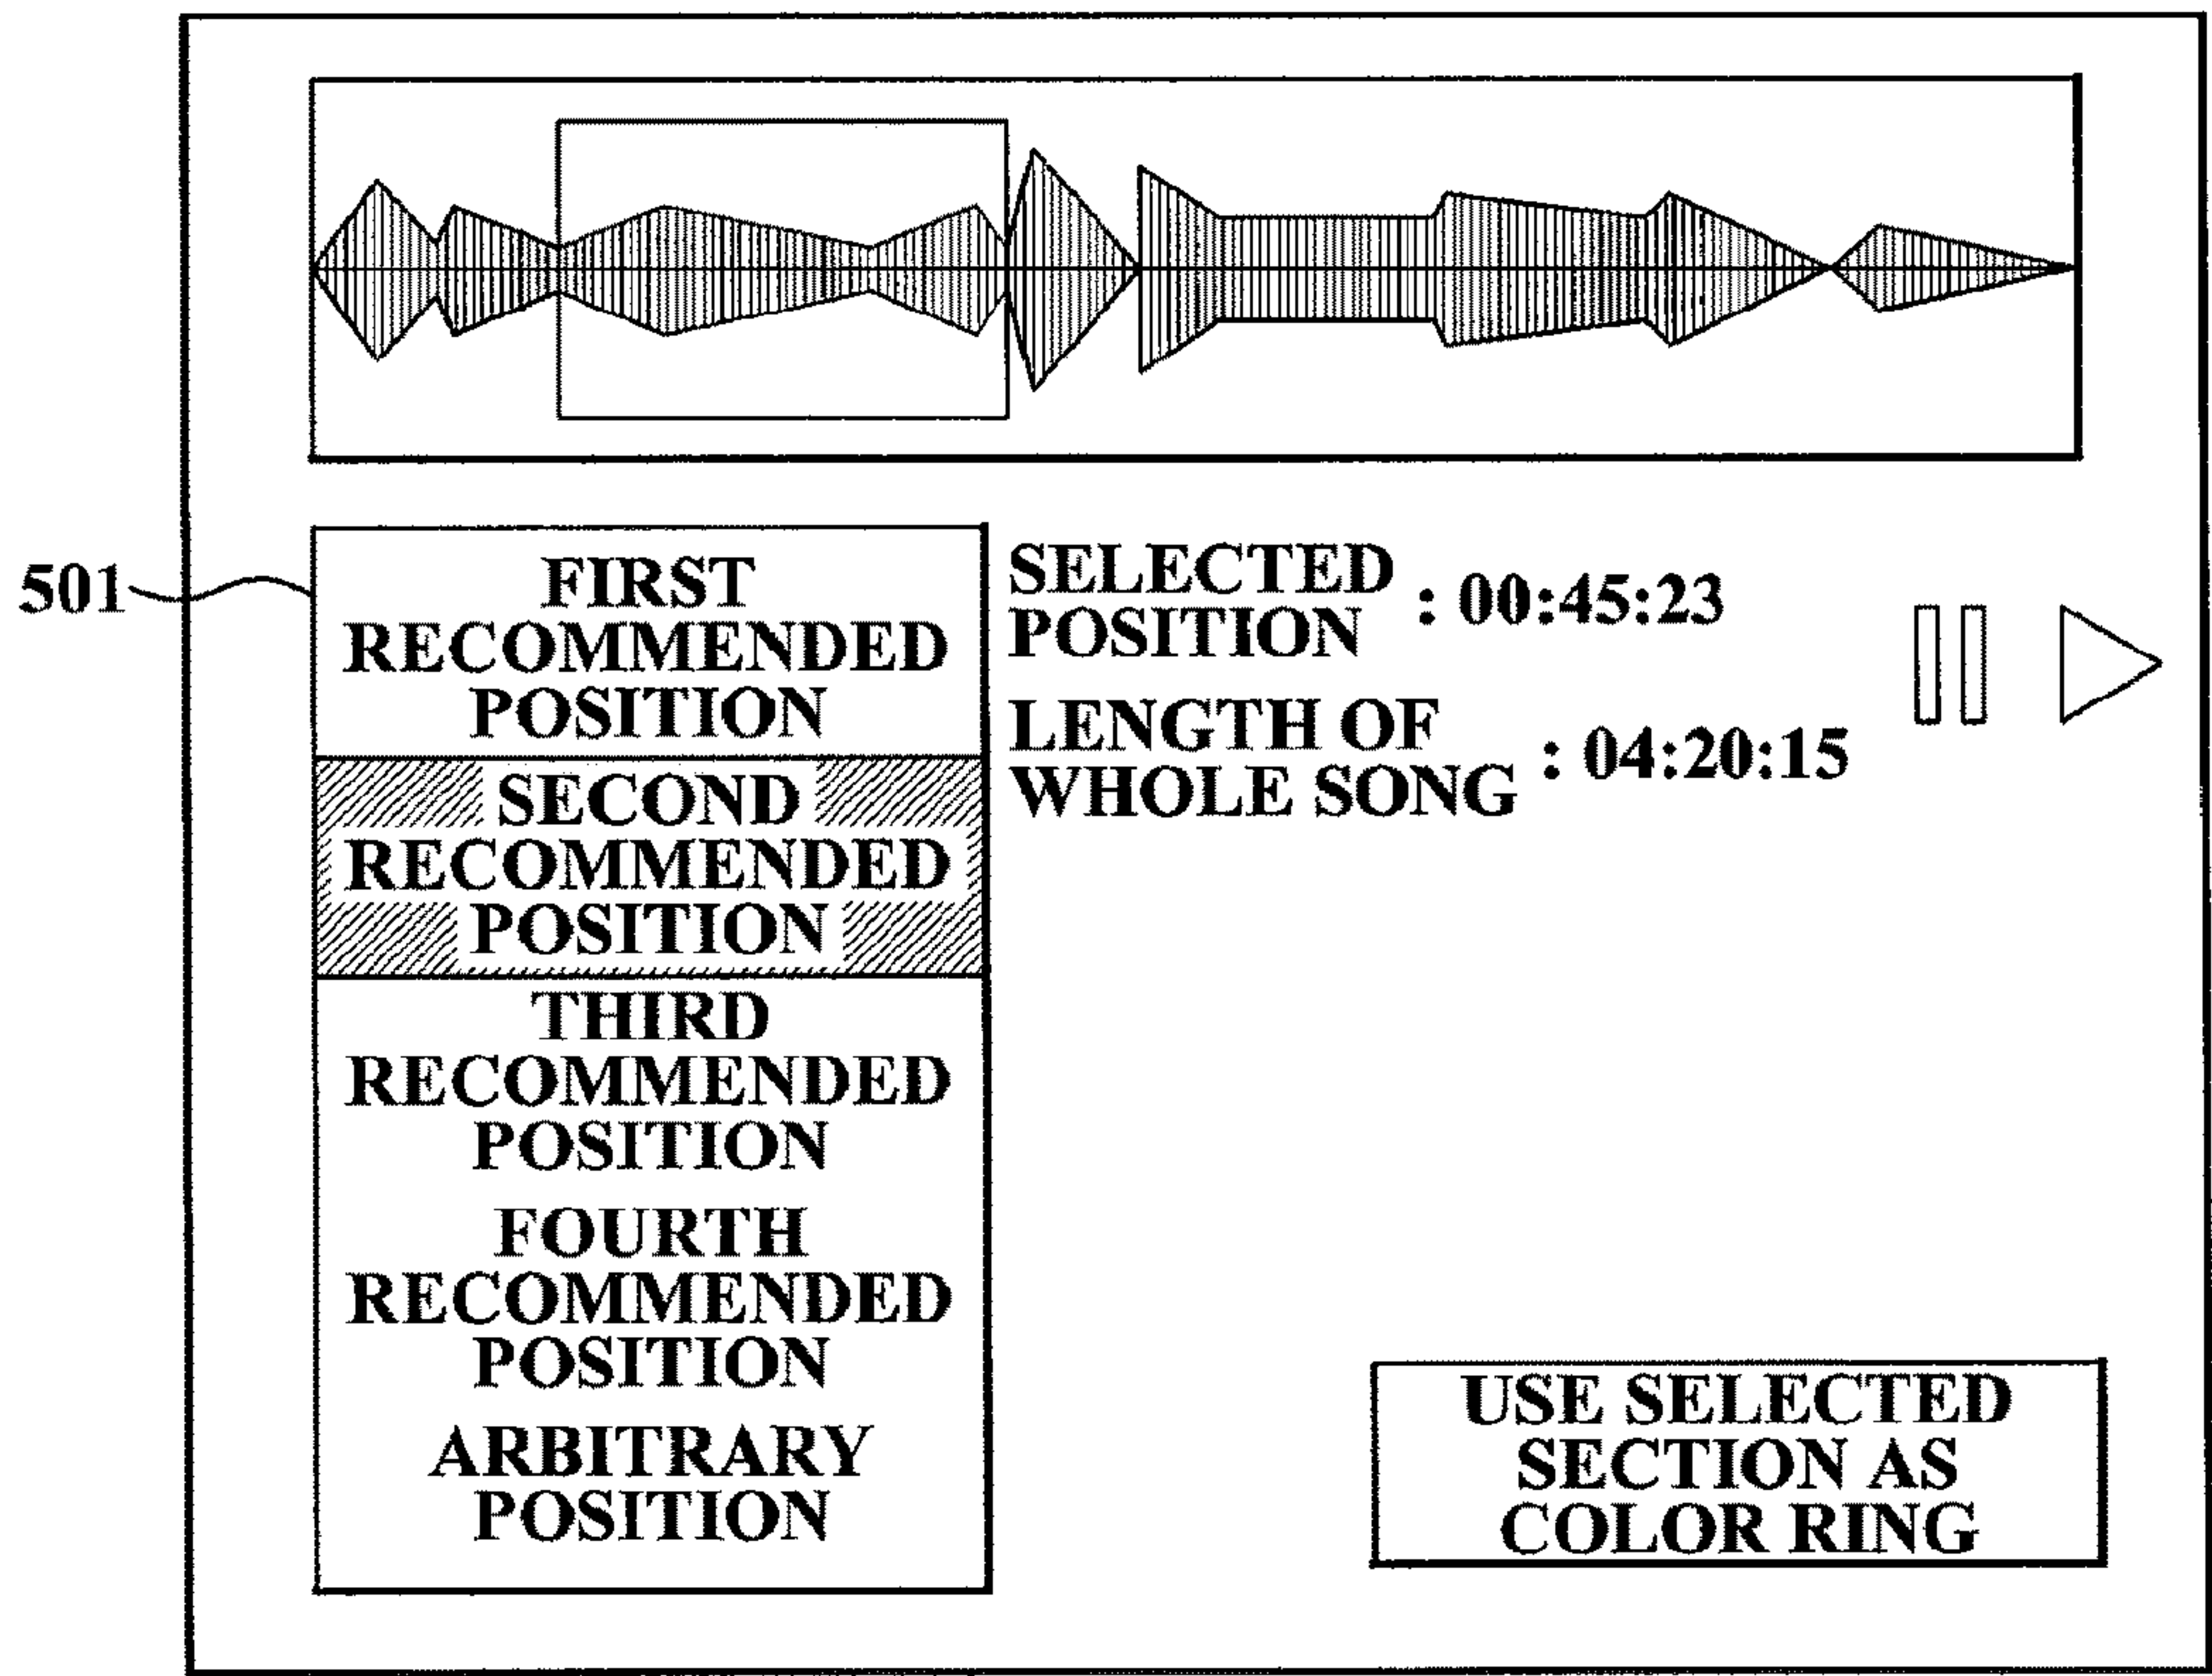 501
FIRST
RECOMMENDED
POSITION
SECOND
RECOMMENDED
POSITION
THIRD
RECOMMENDED
POSITION
FOURTH
RECOMMENDED
POSITION
ARBITRARY
POSITION
SELECTED
POSITION : 00:45:23
LENGTH OF
WHOLE SONG : 04:20:15
USE SELECTED
SECTION AS
COLOR RING